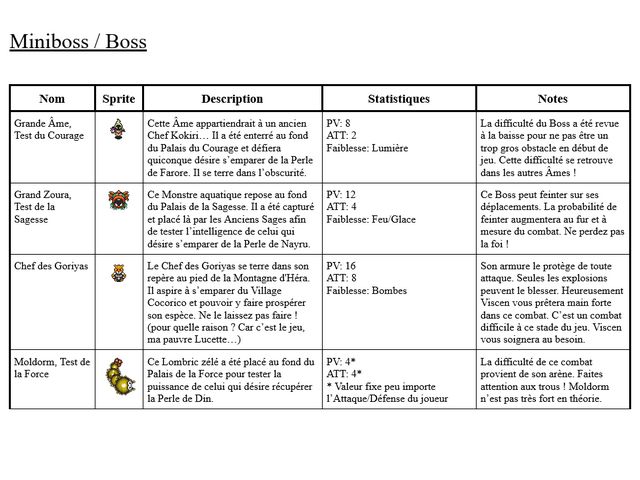 Miniboss / Boss
Nom
Sprite
Description
Statistiques
Notes
Grande Âme,
Test du Courage
Cette Âme appartiendrait à un ancien
Chef Kokiri… Il a été enterré au fond
du Palais du Courage et défiera
quiconque désire s’emparer de la Perle
de Farore. Il se terre dans l’obscurité.
PV: 8
ATT: 2
Faiblesse: Lumière
La difficulté du Boss a été revue
à la baisse pour ne pas être un
trop gros obstacle en début de
jeu. Cette difficulté se retrouve
dans les autres Âmes !
Grand Zoura,
Test de la
Sagesse
Ce Monstre aquatique repose au fond
du Palais de la Sagesse. Il a été capturé
et placé là par les Anciens Sages afin
de tester l’intelligence de celui qui
désire s’emparer de la Perle de Nayru.
PV: 12
ATT: 4
Faiblesse: Feu/Glace
Ce Boss peut feinter sur ses
déplacements. La probabilité de
feinter augmentera au fur et à
mesure du combat. Ne perdez pas
la foi !
Chef des Goriyas
Le Chef des Goriyas se terre dans son
repère au pied de la Montagne d'Héra.
Il aspire à s’emparer du Village
Cocorico et pouvoir y faire prospérer
son espèce. Ne le laissez pas faire !
(pour quelle raison ? Car c’est le jeu,
ma pauvre Lucette…)
PV: 16
ATT: 8
Faiblesse: Bombes
Son armure le protège de toute
attaque. Seules les explosions
peuvent le blesser. Heureusement
Viscen vous prêtera main forte
dans ce combat. C’est un combat
difficile à ce stade du jeu. Viscen
vous soignera au besoin.
Moldorm, Test de
la Force
Ce Lombric zélé a été placé au fond du
Palais de la Force pour tester la
puissance de celui qui désire récupérer
la Perle de Din.
PV: 4*
ATT: 4*
* Valeur fixe peu importe
l’Attaque/Défense du joueur
La difficulté de ce combat
provient de son arène. Faites
attention aux trous ! Moldorm
n’est pas très fort en théorie.